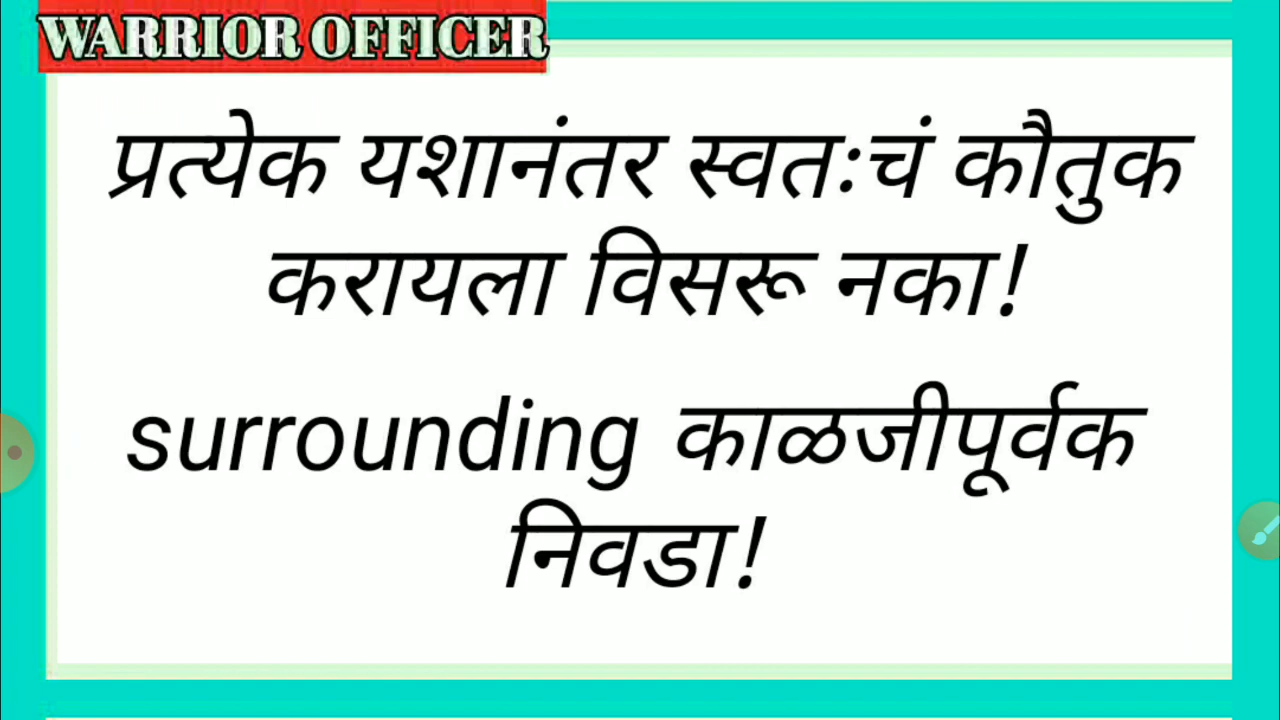 WARRIOR OFFICER
प्रत्येक यशानंतर स्वतःचं कौतुक
करायला विसरू नका!
surrounding काळजीपूर्वक
निवडा!